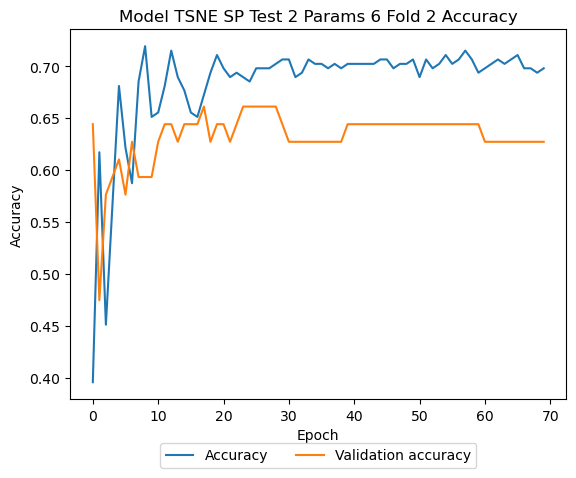 Model TSNE SP Test 2 Params 6 Fold 2 Accuracy
0.70
0.65
0.60
0.55
0.50
0.45
0.40
Accuracy
0 10 20 30 40 50 60 70
Epoch
Accuracy Validation accuracy